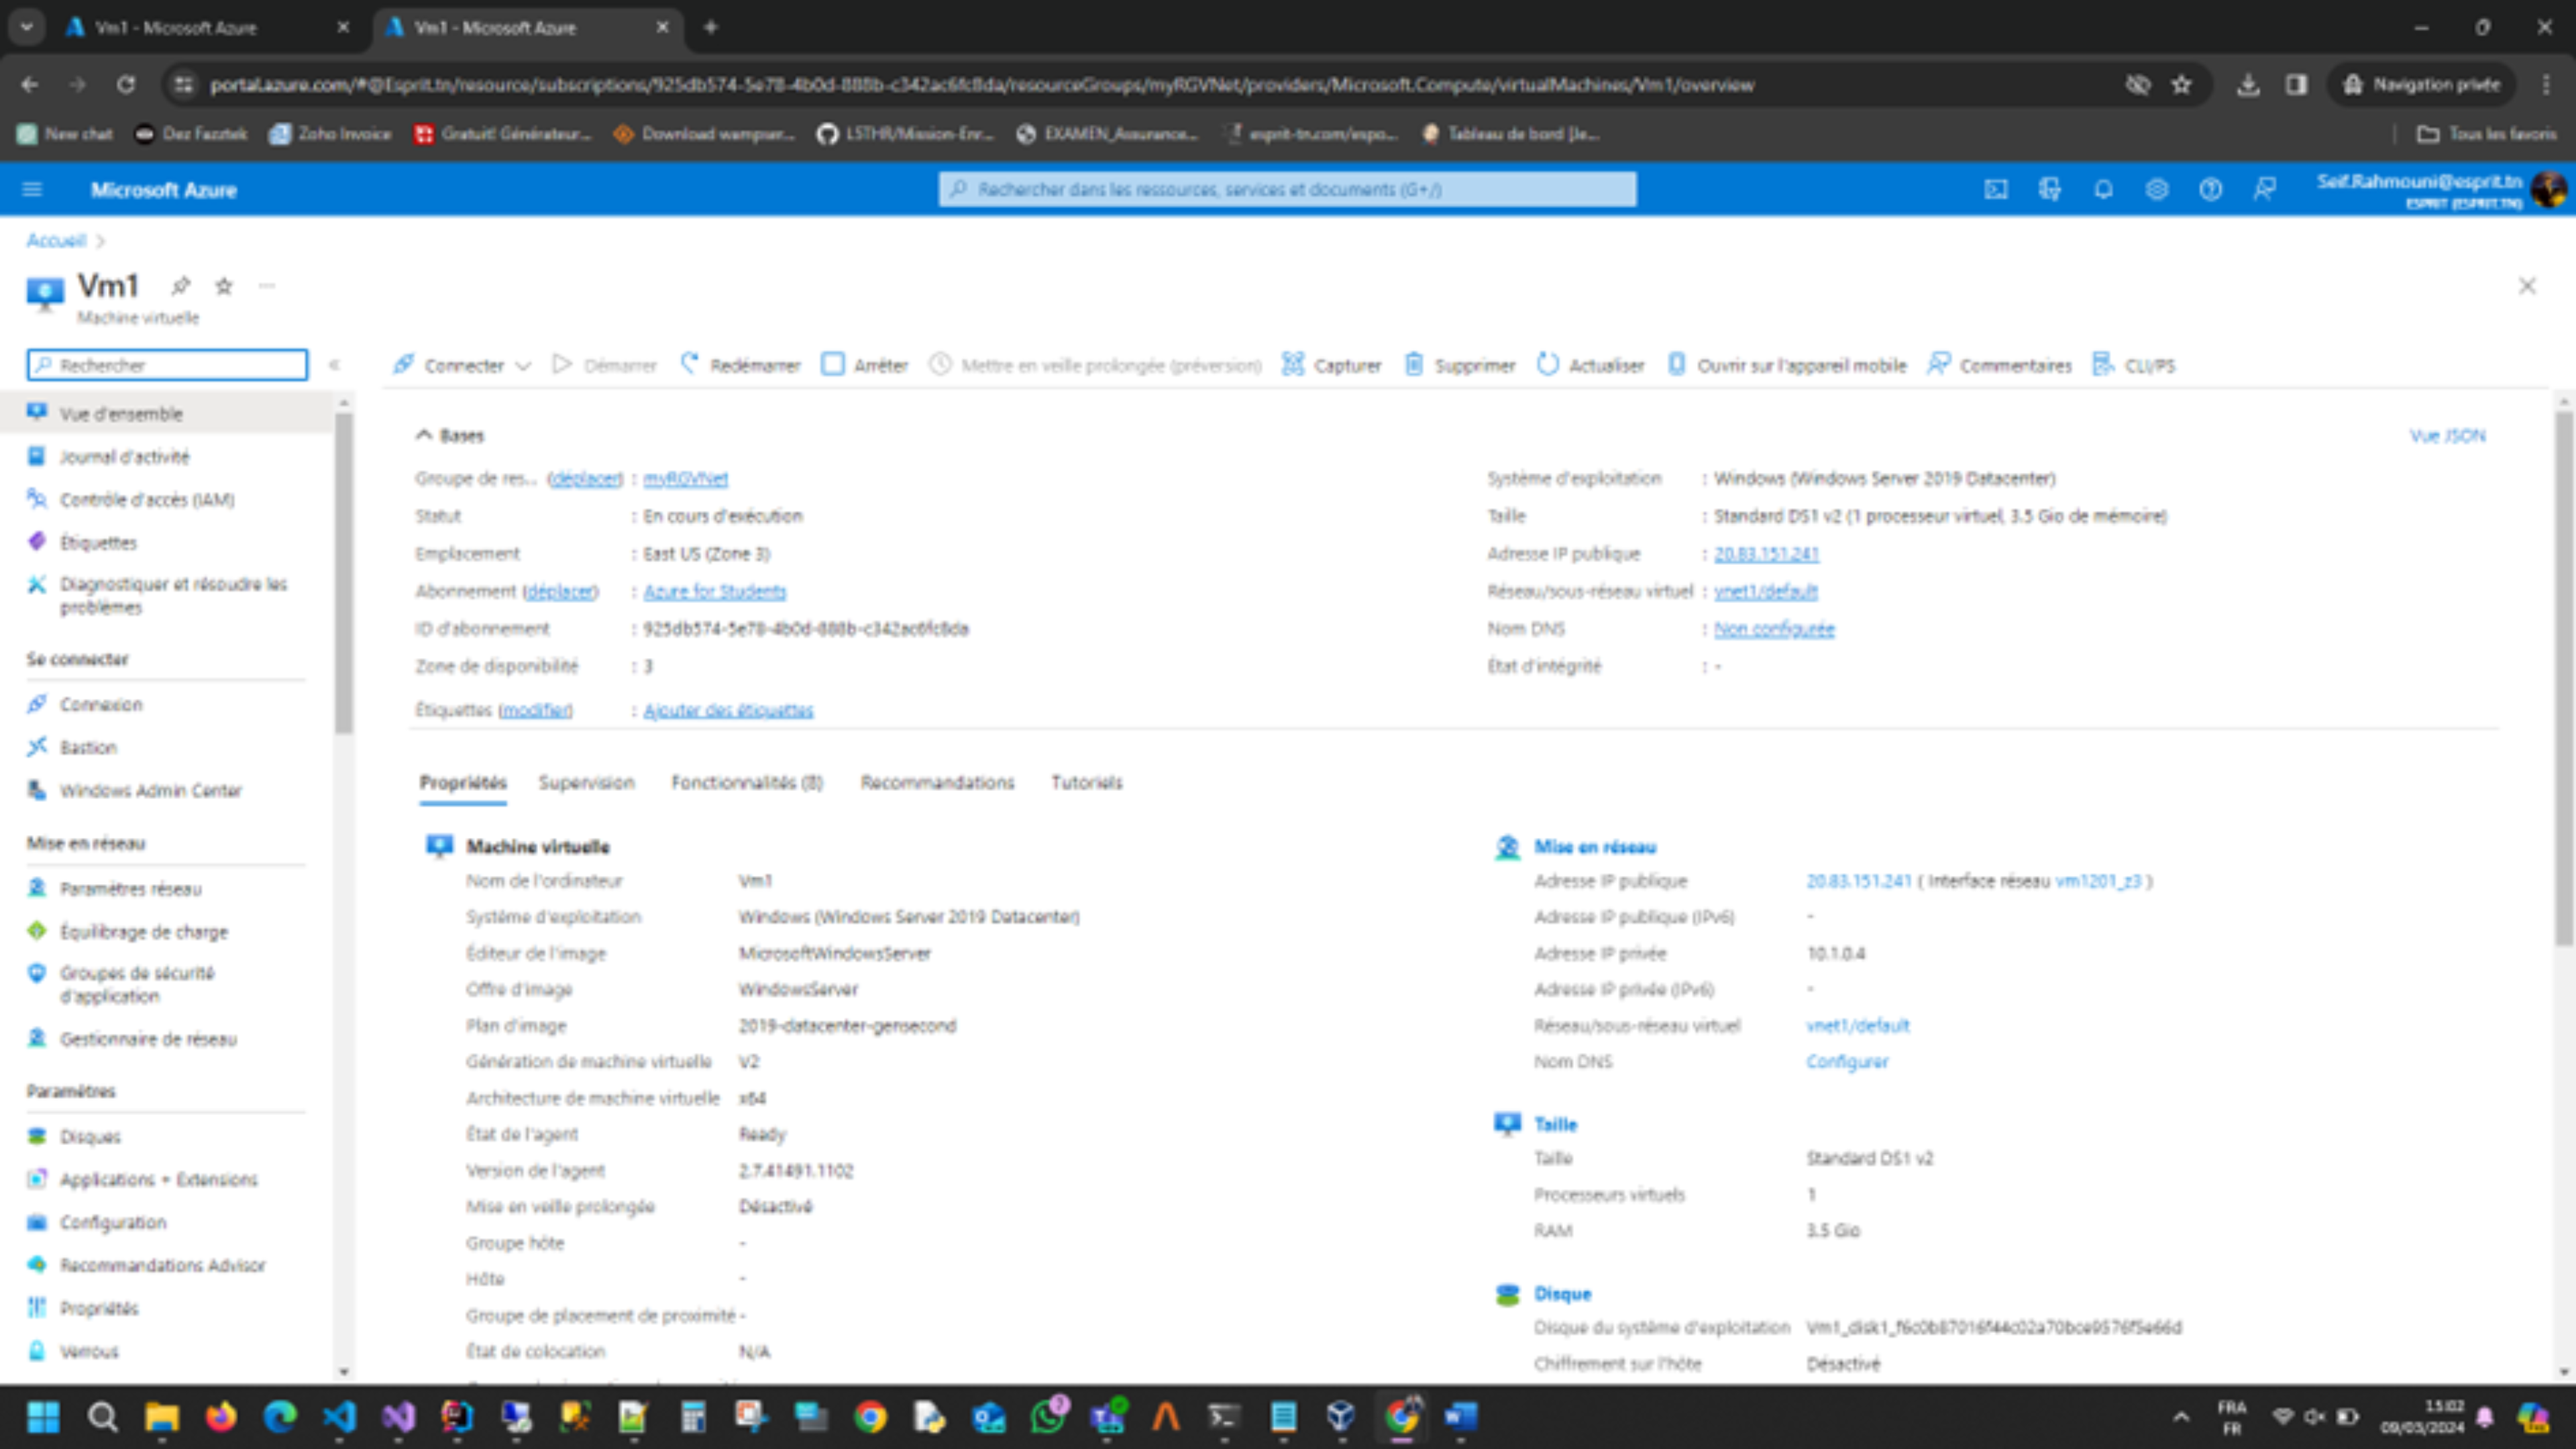 Vm1 - Microsoft Azure
Vm1 - Microsoft Azure
portal.azure.com/#@Esprit.tn/resource/subscriptions/925db574-5e78-4b0d-888b-c342ac6fc8da/resourceGroups/myRGVNet/providers/Microsoft.Compute/virtualMachines/Vm1/overview
Navigation privée
New chat
Dez Fazztek
Zoho Invoice
Gratuit! Générateur...
Download wampser...
L5THR/Mission-Enr...
EXAMEN_Assurance...
esprit-tn.com/espo...
Tableau de bord [Je...
Tous les favoris
Microsoft Azure
Rechercher dans les ressources, services et documents (G+/)
Seif.Rahmouni@esprit.tn
ESPRIT (ESPRIT.TN)
Accueil
Vm1
Machine virtuelle
Rechercher
Connecter
Démarrer
Redémarrer
Arrêter
Mettre en veille prolongée (préversion)
Capturer
Supprimer
Actualiser
Ouvrir sur l'appareil mobile
Commentaires
CLI/PS
Vue d'ensemble
Journal d'activité
Contrôle d'accès (IAM)
Étiquettes
Diagnostiquer et résoudre les
problèmes
Se connecter
Connexion
Bastion
Windows Admin Center
Mise en réseau
Paramètres réseau
Équilibrage de charge
Groupes de sécurité
d'application
Gestionnaire de réseau
Paramètres
Disques
Applications + Extensions
Configuration
Recommandations Advisor
Propriétés
Verrous
Bases
Vue JSON
Groupe de res... (déplacer) : myRGVNet
Statut : En cours d'exécution
Emplacement : East US (Zone 3)
Abonnement (déplacer) : Azure for Students
ID d'abonnement : 925db574-5e78-4b0d-888b-c342ac6fc8da
Zone de disponibilité : 3
Étiquettes (modifier) : Ajouter des étiquettes
Système d'exploitation : Windows (Windows Server 2019 Datacenter)
Taille : Standard DS1 v2 (1 processeur virtuel, 3.5 Gio de mémoire)
Adresse IP publique : 20.83.151.241
Réseau/sous-réseau virtuel : vnet1/default
Nom DNS : Non configurée
État d'intégrité : -
Propriétés
Supervision
Fonctionnalités (8)
Recommandations
Tutoriels
Machine virtuelle
Nom de l'ordinateur Vm1
Système d'exploitation Windows (Windows Server 2019 Datacenter)
Éditeur de l'image MicrosoftWindowsServer
Offre d'image WindowsServer
Plan d'image 2019-datacenter-gensecond
Génération de machine virtuelle V2
Architecture de machine virtuelle x64
État de l'agent Ready
Version de l'agent 2.7.41491.1102
Mise en veille prolongée Désactivé
Groupe hôte -
Hôte -
Groupe de placement de proximité -
État de colocation N/A
Mise en réseau
Adresse IP publique 20.83.151.241 ( Interface réseau vm1201_z3 )
Adresse IP publique (IPv6) -
Adresse IP privée 10.1.0.4
Adresse IP privée (IPv6) -
Réseau/sous-réseau virtuel vnet1/default
Nom DNS Configurer
Taille
Taille Standard DS1 v2
Processeurs virtuels 1
RAM 3.5 Gio
Disque
Disque du système d'exploitation Vm1_disk1_f6c0b87016f44c02a70bce9576f5e66d
Chiffrement sur l'hôte Désactivé
FRA
FR
15:02
09/03/2024